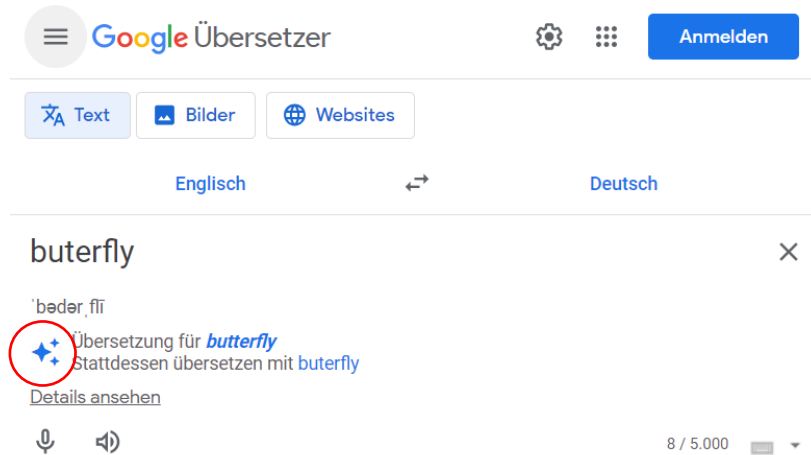 Google Übersetzer
Anmelden
Text Bilder Websites
Englisch Deutsch
buterfly
ˈbədərˌflī
Übersetzung für butterfly
Stattdessen übersetzen mit buterfly
Details ansehen
8 / 5.000